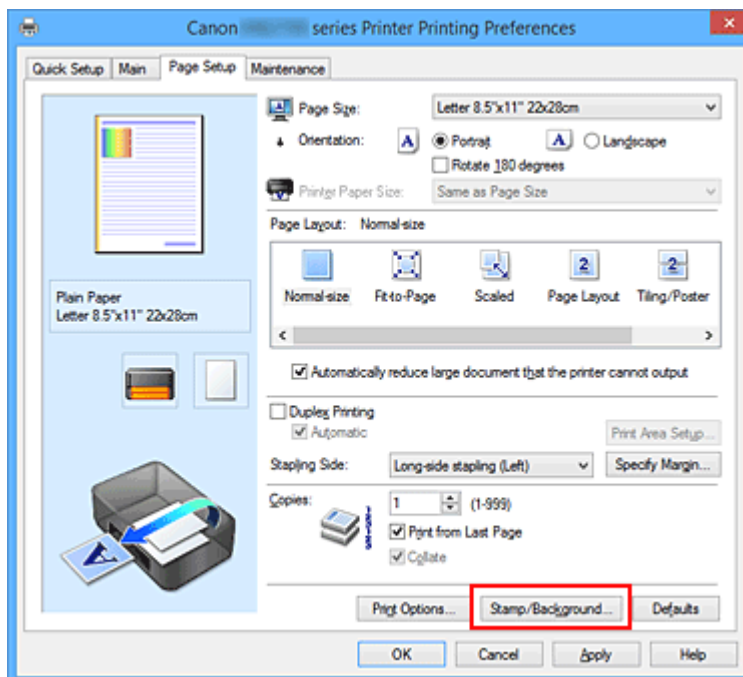 Canon series Printer Printing Preferences
Quick Setup Main Page Setup Maintenance
Page Size: Letter 8.5"x11" 22x28cm
Orientation: A Portrait A Landscape
Rotate 180 degrees
Printer Paper Size: Same as Page Size
Page Layout: Normal-size
2 2
Normal-size Fit-to-Page Scaled Page Layout Tiling/Poster
Plain Paper
Letter 8.5"x11" 22x28cm
Automatically reduce large document that the printer cannot output
Duplex Printing
Automatic
Print Area Setup...
Stapling Side: Long-side stapling (Left) Specify Margin...
Copies: 1 (1-999)
Print from Last Page
Collate
A
Print Options... Stamp/Background... Defaults
OK Cancel Apply Help